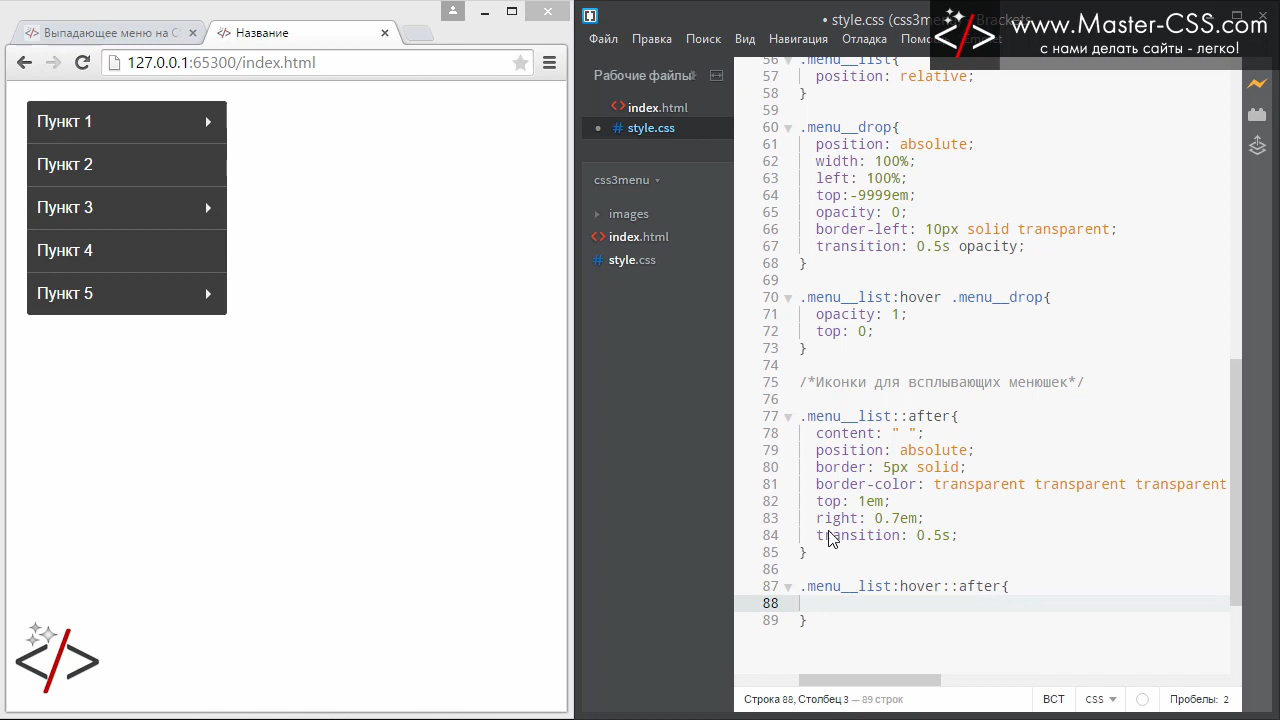 Выпадающее меню на С
Название
127.0.0.1:65300/index.html
Пункт 1
Пункт 2
Пункт 3
Пункт 4
Пункт 5
</>
• style.css (css3me
Brackets
www.Master-CSS.com
с нами делать сайты - легко!
Файл Правка Поиск Вид Навигация Отладка Помо
Рабочие файлы
<> index.html
• # style.css
css3menu
images
<> index.html
# style.css
56 .menu__list{
57 position: relative;
58 }
59
60 .menu__drop{
61 position: absolute;
62 width: 100%;
63 left: 100%;
64 top:-9999em;
65 opacity: 0;
66 border-left: 10px solid transparent;
67 transition: 0.5s opacity;
68 }
69
70 .menu__list:hover .menu__drop{
71 opacity: 1;
72 top: 0;
73 }
74
75 /*Иконки для всплывающих менюшек*/
76
77 .menu__list::after{
78 content: " ";
79 position: absolute;
80 border: 5px solid;
81 border-color: transparent transparent transparent
82 top: 1em;
83 right: 0.7em;
84 transition: 0.5s;
85 }
86
87 .menu__list:hover::after{
88
89 }
Строка 88, Столбец 3 — 89 строк
ВСТ CSS Пробелы: 2